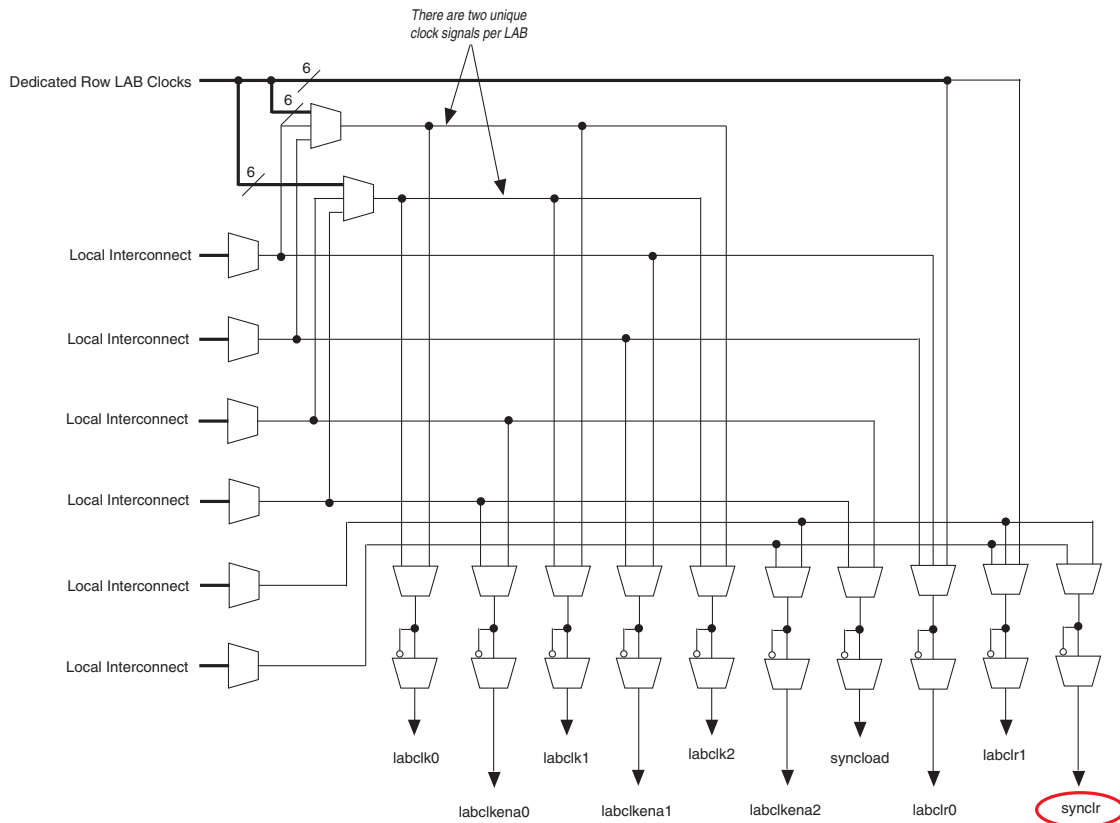 There are two unique
clock signals per LAB
Dedicated Row LAB Clocks
6
6
6
Local Interconnect
Local Interconnect
Local Interconnect
Local Interconnect
Local Interconnect
Local Interconnect
labclk0
labclk1
labclk2
syncload
labclr1
labclkena0
labclkena1
labclkena2
labclr0
synclr